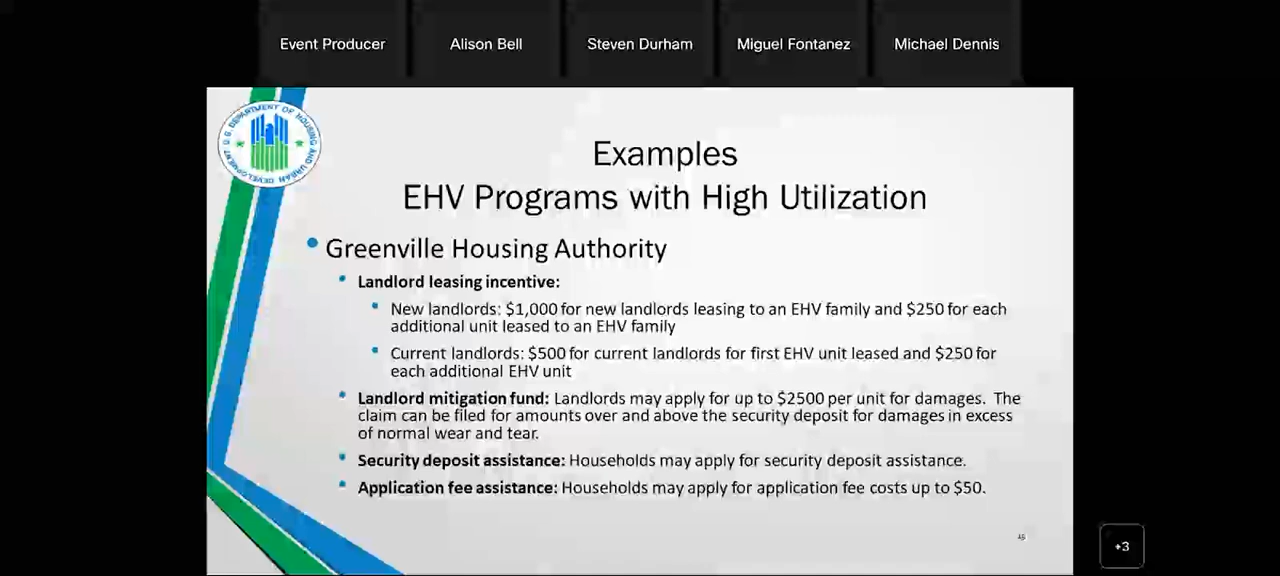 Event Producer
Alison Bell
Steven Durham
Miguel Fontanez
Michael Dennis
U.S. DEPARTMENT OF HOUSING AND URBAN DEVELOPMENT
Examples
EHV Programs with High Utilization
Greenville Housing Authority
Landlord leasing incentive:
New landlords: $1,000 for new landlords leasing to an EHV family and $250 for each
additional unit leased to an EHV family
Current landlords: $500 for current landlords for first EHV unit leased and $250 for
each additional EHV unit
Landlord mitigation fund: Landlords may apply for up to $2500 per unit for damages. The
claim can be filed for amounts over and above the security deposit for damages in excess
of normal wear and tear.
Security deposit assistance: Households may apply for security deposit assistance.
Application fee assistance: Households may apply for application fee costs up to $50.
+3